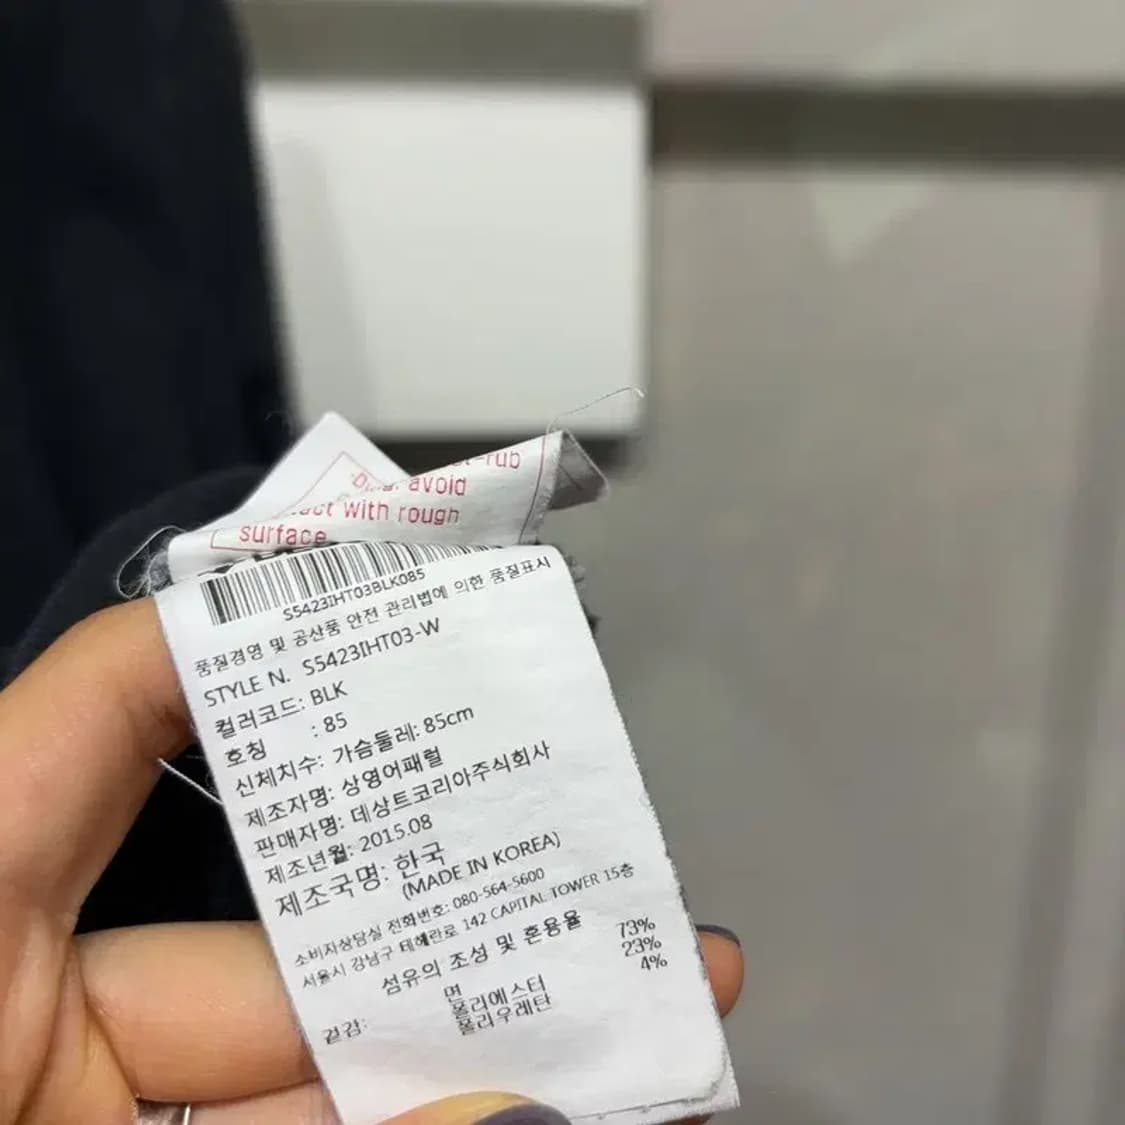 t-rub
avoid
with rough
surface
S5423IHT03BLK085
품질경영 및 공산품 안전 관리법에 의한 품질표시
STYLE N. S5423IHT03-W
컬러코드: BLK
호칭 : 85
신체치수: 가슴둘레: 85cm
제조자명: 상영어패럴
판매자명: 데상트코리아주식회사
제조년월: 2015.08
제조국명: 한국
(MADE IN KOREA)
소비자상담실 전화번호: 080-564-5600
서울시 강남구 테헤란로 142 CAPITAL TOWER 15층
섬유의 조성 및 혼용율
겉감: 면 73%
폴리에스터 23%
폴리우레탄 4%